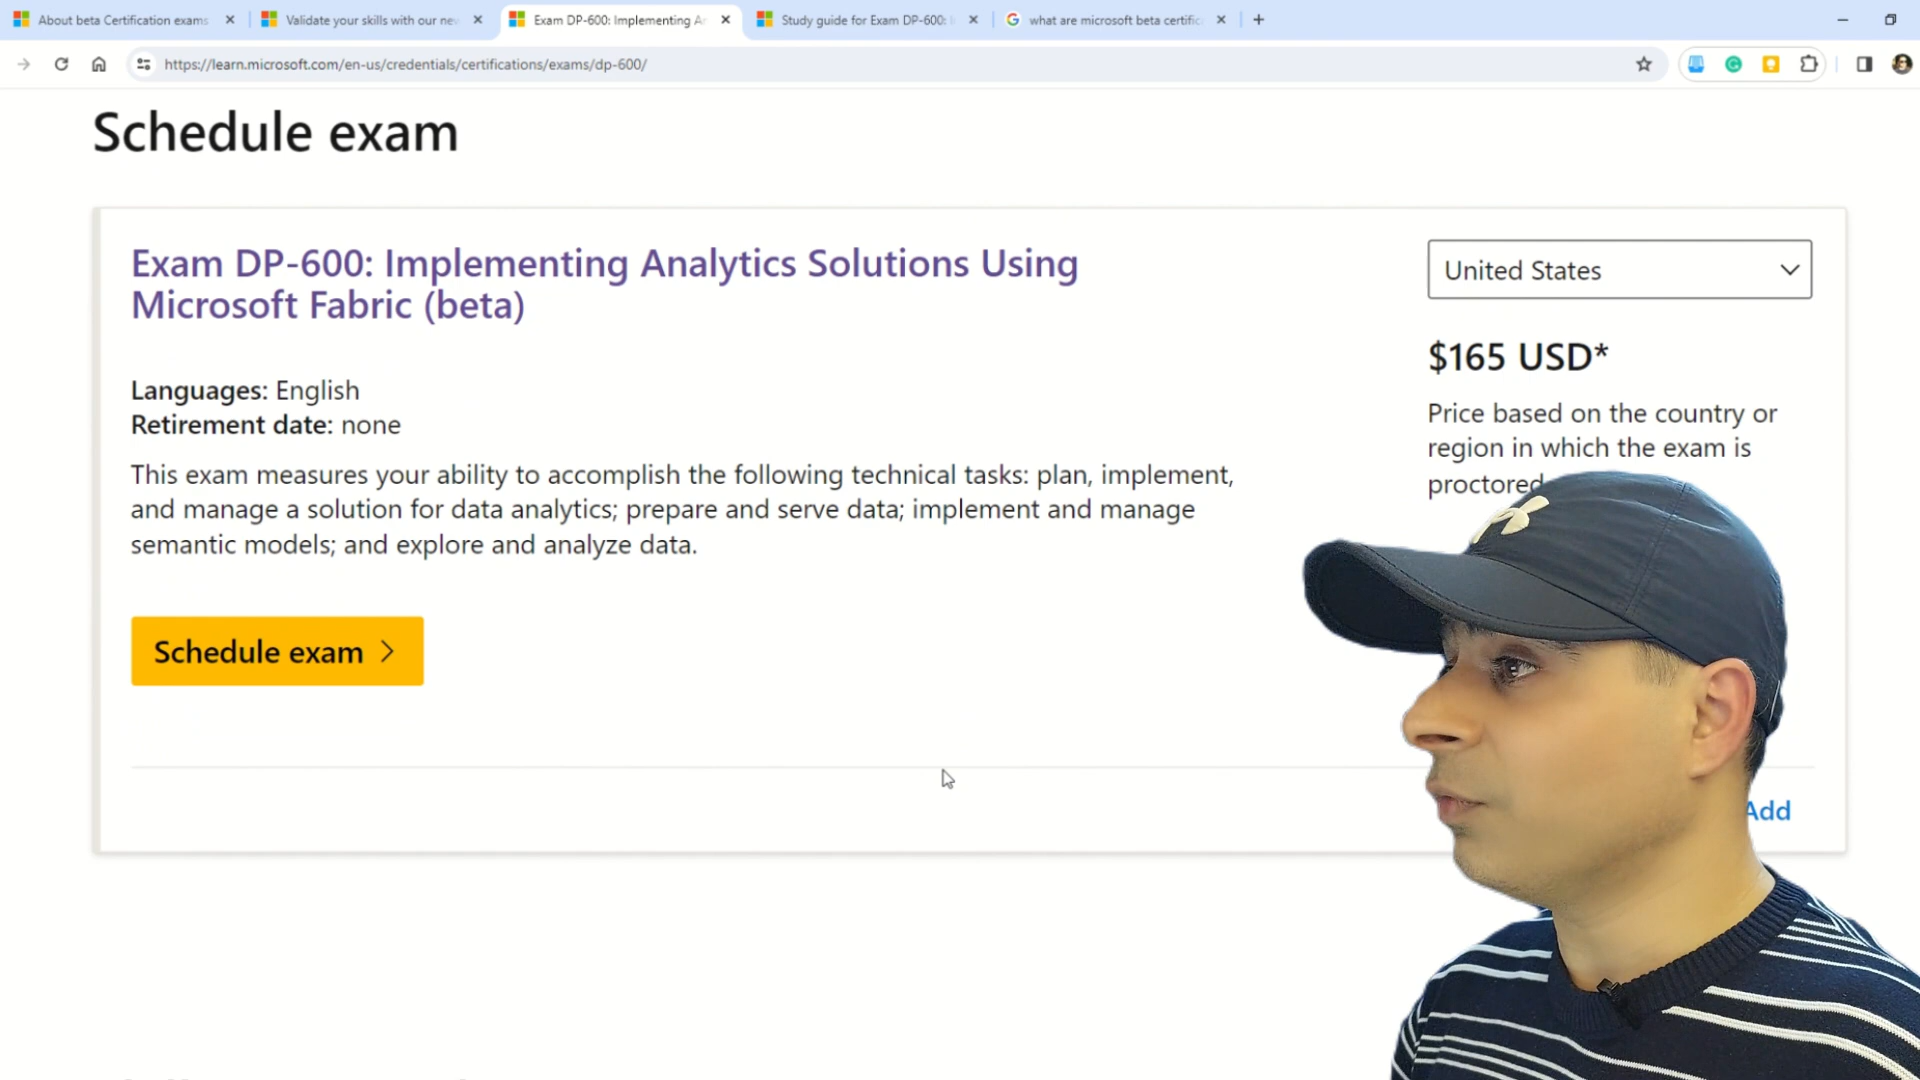 About beta Certification exams
Validate your skills with our nev
Exam DP-600: Implementing Ar
Study guide for Exam DP-600: I
what are microsoft beta certific
https://learn.microsoft.com/en-us/credentials/certifications/exams/dp-600/
Schedule exam
Exam DP-600: Implementing Analytics Solutions Using
Microsoft Fabric (beta)
Languages: English
Retirement date: none
This exam measures your ability to accomplish the following technical tasks: plan, implement,
and manage a solution for data analytics; prepare and serve data; implement and manage
semantic models; and explore and analyze data.
Schedule exam
United States
$165 USD*
Price based on the country or
region in which the exam is
proctored
Add